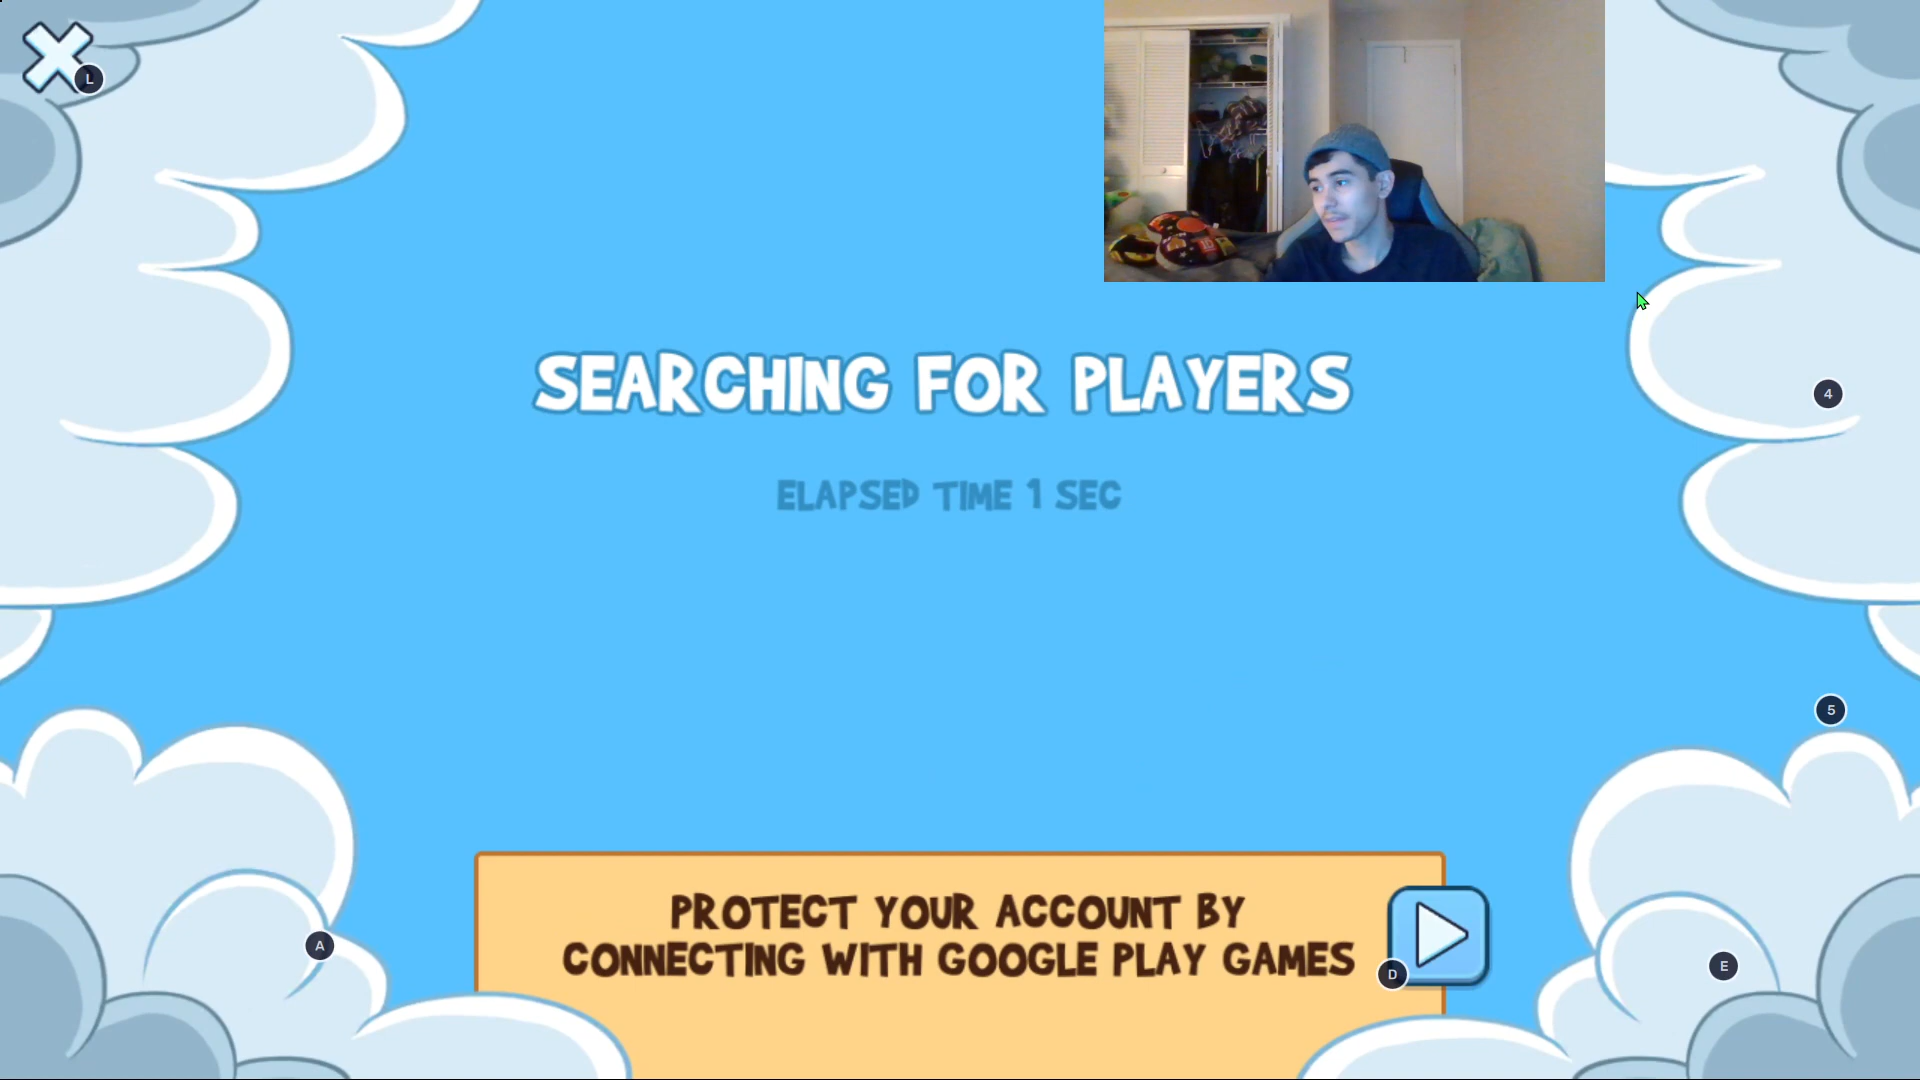 L
SEARCHING FOR PLAYERS
4
ELAPSED TIME 1 SEC
5
PROTECT YOUR ACCOUNT BY
CONNECTING WITH GOOGLE PLAY GAMES
A
D
E